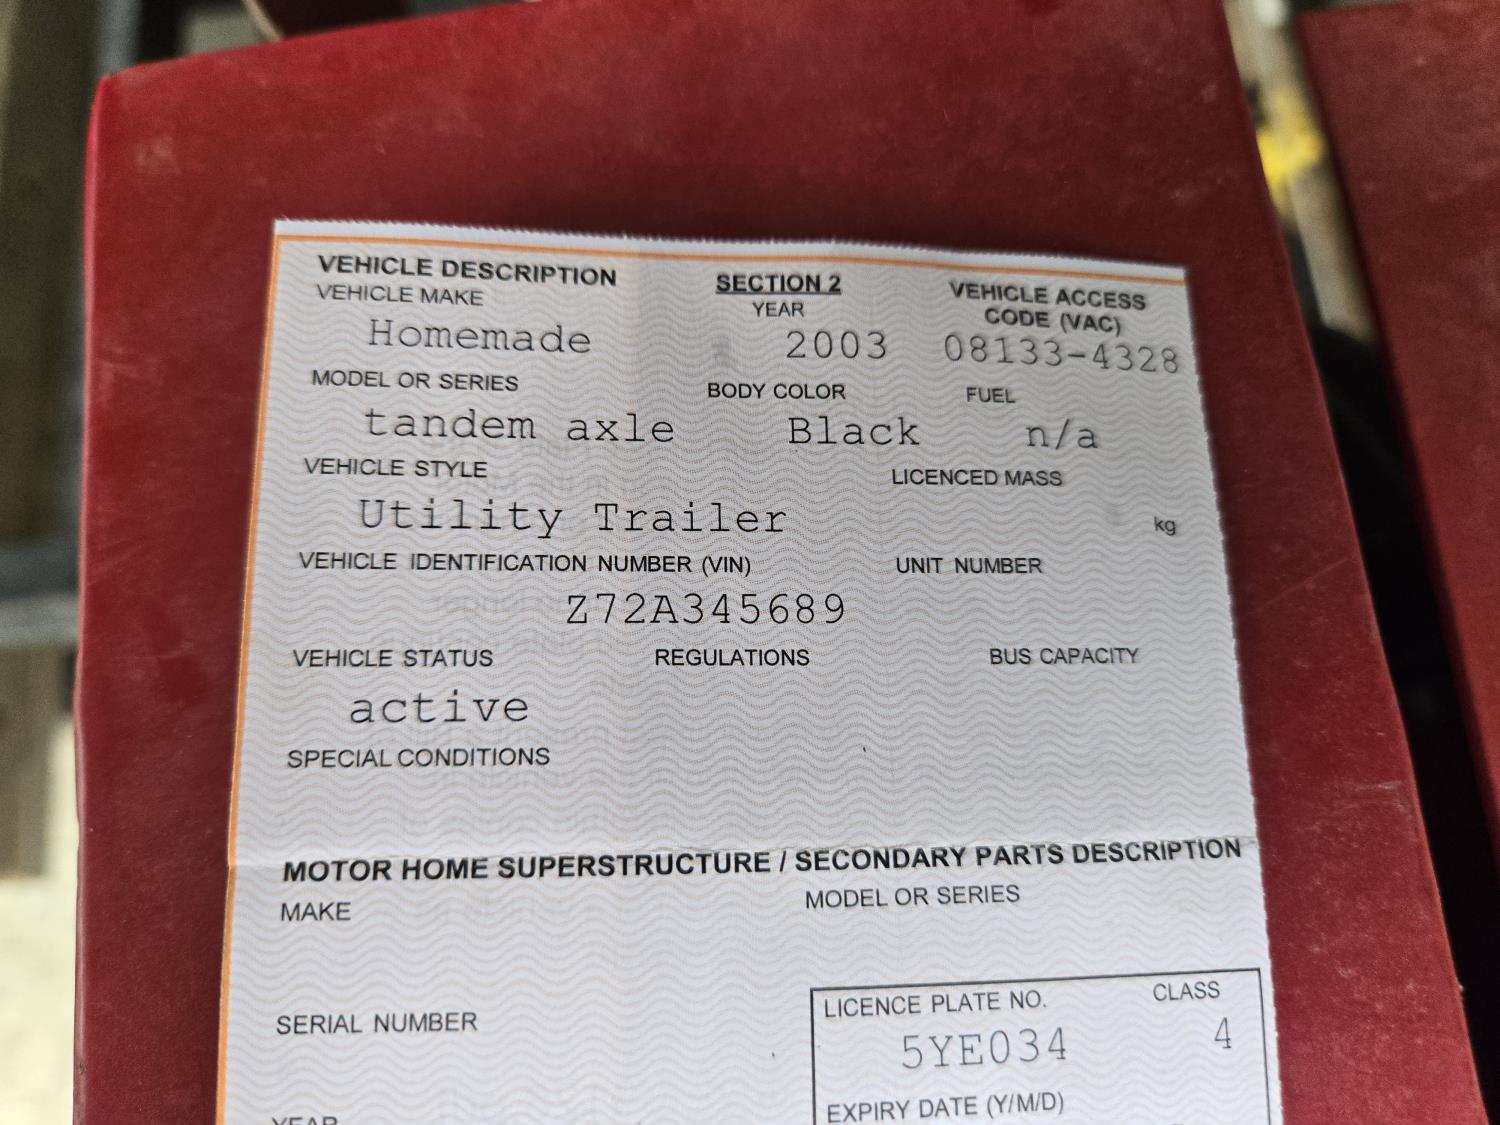 VEHICLE DESCRIPTION SECTION 2 VEHICLE ACCESS
VEHICLE MAKE YEAR CODE (VAC)
Homemade 2003 08133-4328
MODEL OR SERIES BODY COLOR FUEL
tandem axle Black n/a
VEHICLE STYLE LICENCED MASS
Utility Trailer kg
VEHICLE IDENTIFICATION NUMBER (VIN) UNIT NUMBER
Z72A345689
VEHICLE STATUS REGULATIONS BUS CAPACITY
active
SPECIAL CONDITIONS
MOTOR HOME SUPERSTRUCTURE / SECONDARY PARTS DESCRIPTION
MAKE MODEL OR SERIES
LICENCE PLATE NO. CLASS
SERIAL NUMBER
5YE034 4
EXPIRY DATE (Y/M/D)
YEAR